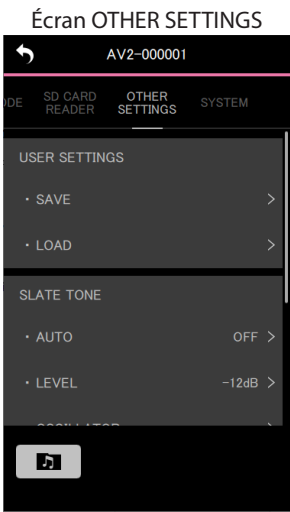 Écran OTHER SETTINGS
AV2-000001
ODE SD CARD READER OTHER SETTINGS SYSTEM
USER SETTINGS
・SAVE >
・LOAD >
SLATE TONE
・AUTO OFF >
・LEVEL -12dB >